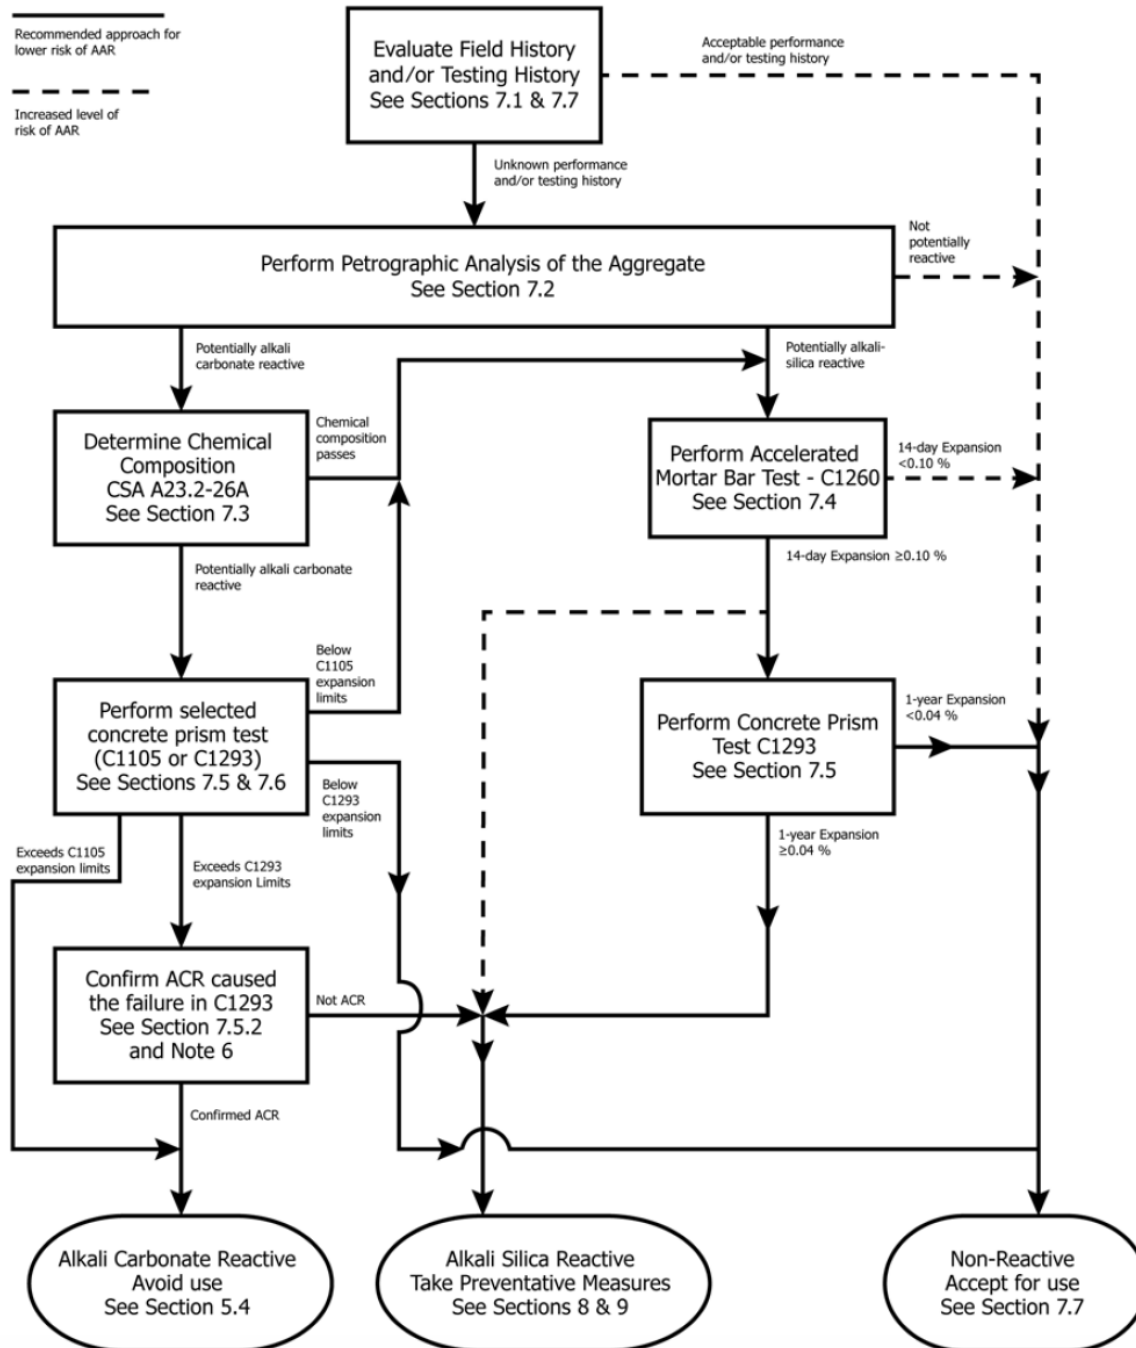 Recommended approach for
lower risk of AAR
Increased level of
risk of AAR
Evaluate Field History
and/or Testing History
See Sections 7.1 & 7.7
Acceptable performance
and/or testing history
Unknown performance
and/or testing history
Perform Petrographic Analysis of the Aggregate
See Section 7.2
Not
potentially
reactive
Potentially alkali
carbonate reactive
Potentially alkali-
silica reactive
Determine Chemical
Composition
CSA A23.2-26A
See Section 7.3
Chemical
composition
passes
Perform Accelerated
Mortar Bar Test - C1260
See Section 7.4
14-day Expansion
<0.10 %
Potentially alkali carbonate
reactive
14-day Expansion ≥0.10 %
Below
C1105
expansion
limits
Perform selected
concrete prism test
(C1105 or C1293)
See Sections 7.5 & 7.6
Perform Concrete Prism
Test C1293
See Section 7.5
1-year Expansion
<0.04 %
Below
C1293
expansion
limits
1-year Expansion
≥0.04 %
Exceeds C1105
expansion limits
Exceeds C1293
expansion Limits
Confirm ACR caused
the failure in C1293
See Section 7.5.2
and Note 6
Not ACR
Confirmed ACR
Alkali Carbonate Reactive
Avoid use
See Section 5.4
Alkali Silica Reactive
Take Preventative Measures
See Sections 8 & 9
Non-Reactive
Accept for use
See Section 7.7